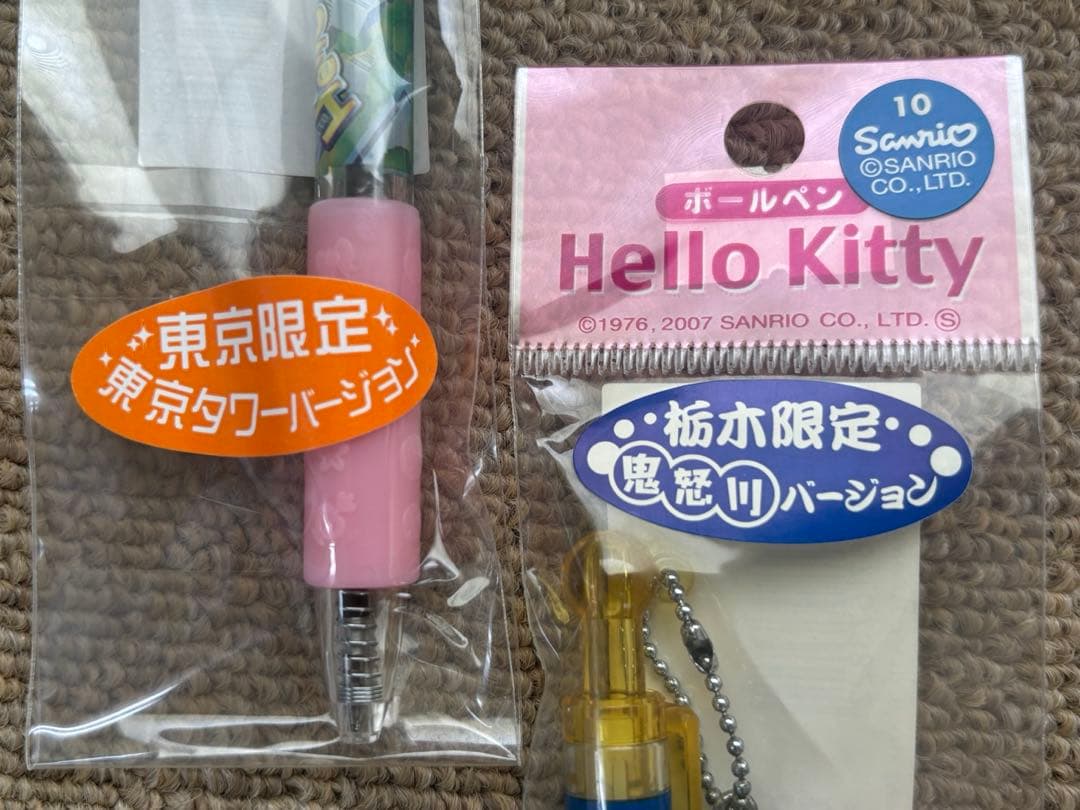 東京限定
東京タワーバージョン
10
Sanrio
©SANRIO
CO.,LTD.
ボールペン
Hello Kitty
©1976, 2007 SANRIO CO., LTD. Ⓢ
栃木限定
鬼怒川バージョン